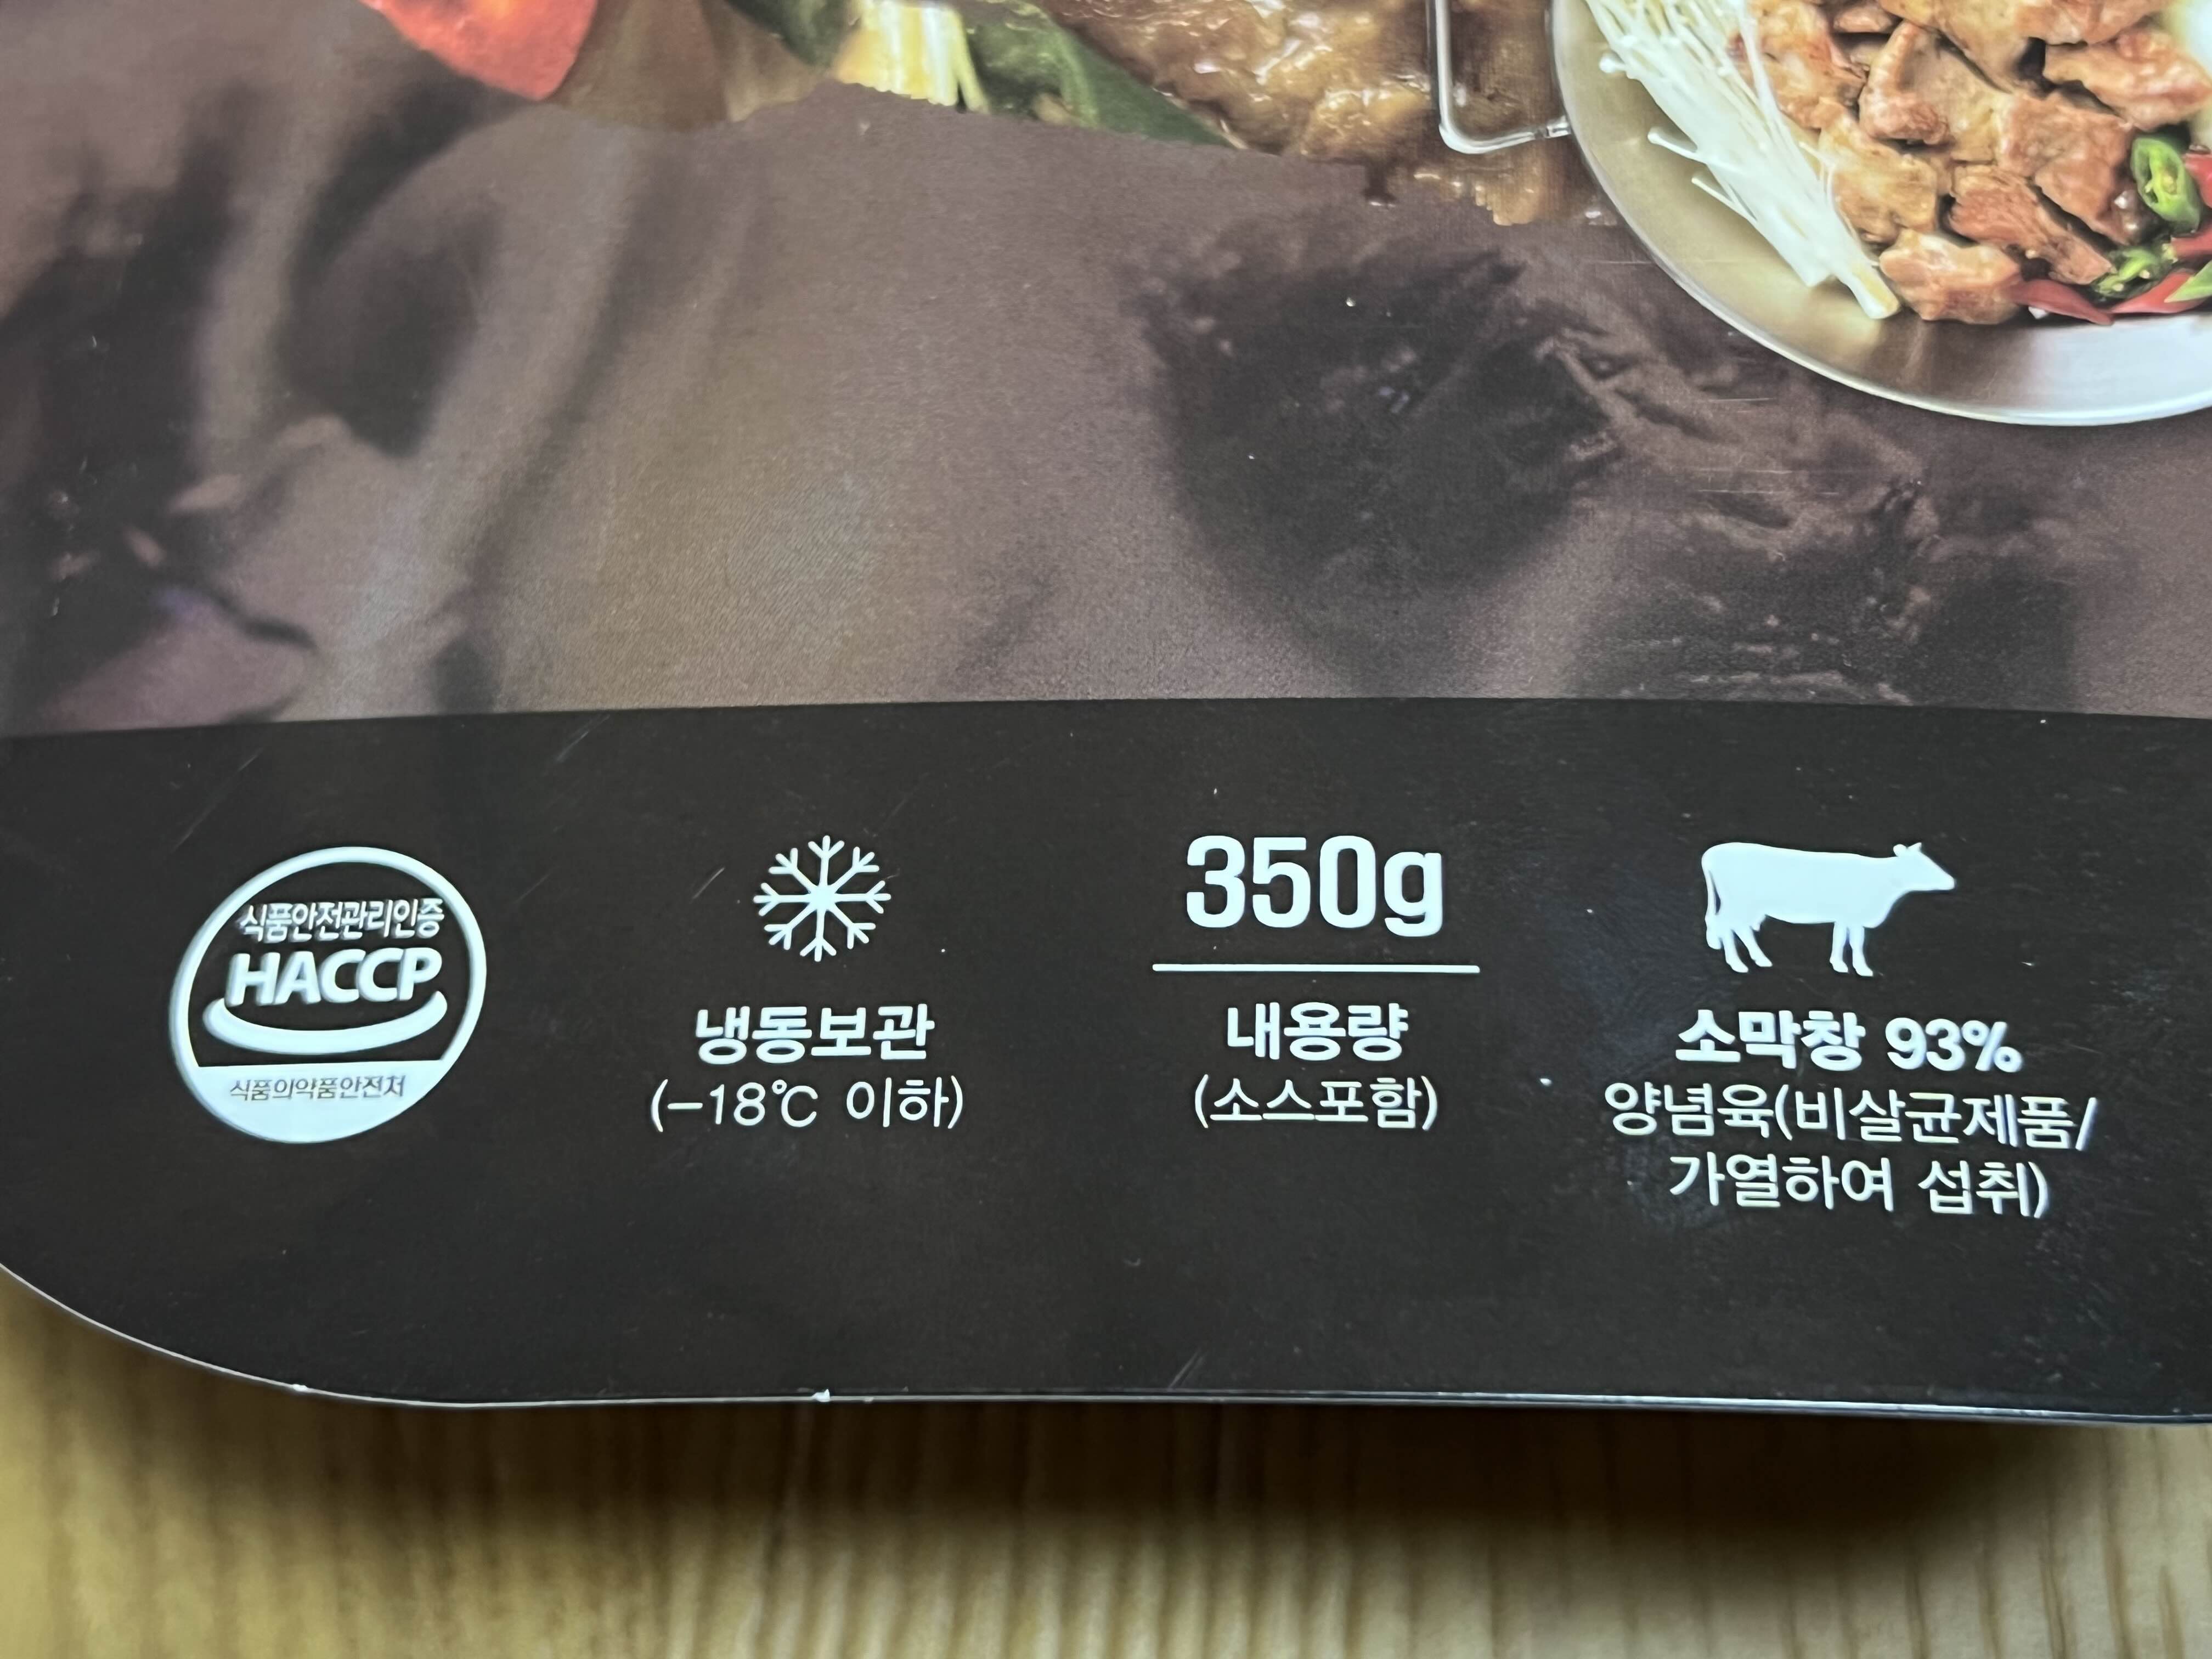 식품안전관리인증
HACCP
식품의약품안전처
냉동보관
(-18℃ 이하)
350g
내용량
(소스포함)
소막창 93%
양념육(비살균제품/
가열하여 섭취)